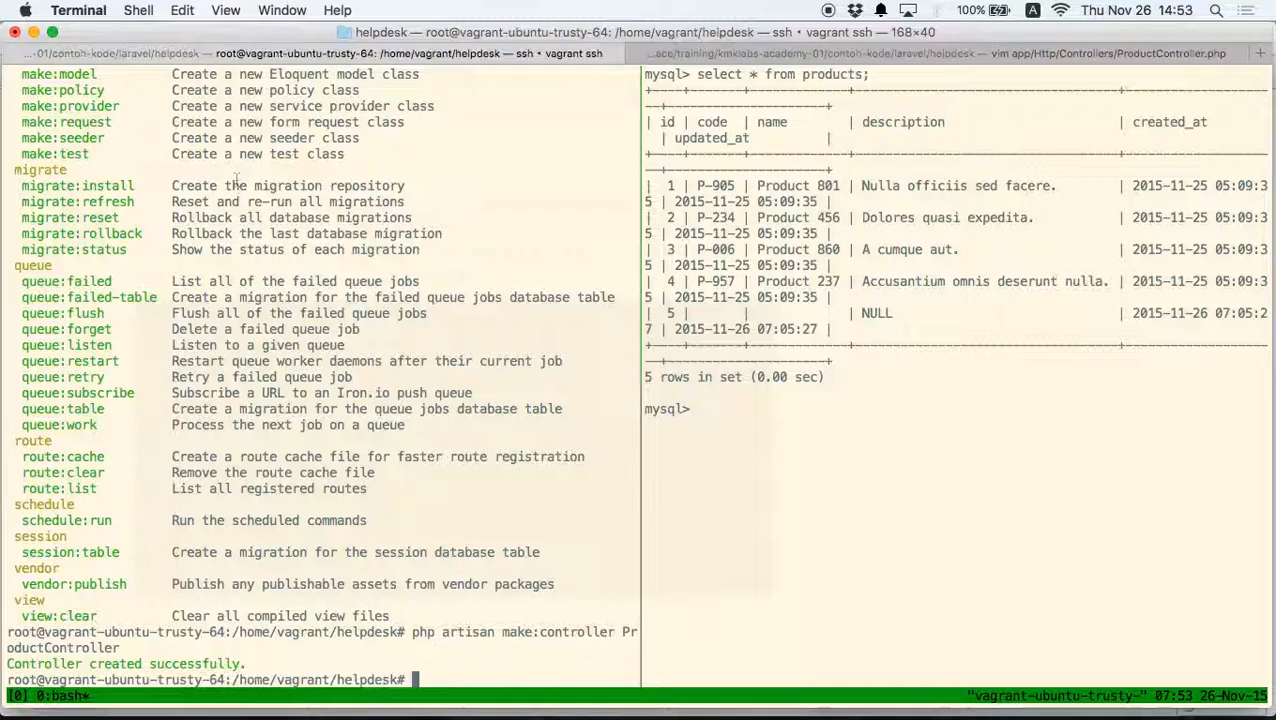 Terminal Shell Edit View Window Help 100% A Thu Nov 26 14:53
helpdesk — root@vagrant-ubuntu-trusty-64: /home/vagrant/helpdesk — ssh • vagrant ssh — 168×40
-01/contoh-kode/laravel/helpdesk — root@vagrant-ubuntu-trusty-64: /home/vagrant/helpdesk — ssh • vagrant ssh
...ace/training/kmklabs-academy-01/contoh-kode/laravel/helpdesk — vim app/Http/Controllers/ProductController.php
make:model Create a new Eloquent model class
make:policy Create a new policy class
make:provider Create a new service provider class
make:request Create a new form request class
make:seeder Create a new seeder class
make:test Create a new test class
migrate
migrate:install Create the migration repository
migrate:refresh Reset and re-run all migrations
migrate:reset Rollback all database migrations
migrate:rollback Rollback the last database migration
migrate:status Show the status of each migration
queue
queue:failed List all of the failed queue jobs
queue:failed-table Create a migration for the failed queue jobs database table
queue:flush Flush all of the failed queue jobs
queue:forget Delete a failed queue job
queue:listen Listen to a given queue
queue:restart Restart queue worker daemons after their current job
queue:retry Retry a failed queue job
queue:subscribe Subscribe a URL to an Iron.io push queue
queue:table Create a migration for the queue jobs database table
queue:work Process the next job on a queue
route
route:cache Create a route cache file for faster route registration
route:clear Remove the route cache file
route:list List all registered routes
schedule
schedule:run Run the scheduled commands
session
session:table Create a migration for the session database table
vendor
vendor:publish Publish any publishable assets from vendor packages
view
view:clear Clear all compiled view files
root@vagrant-ubuntu-trusty-64:/home/vagrant/helpdesk# php artisan make:controller Pr
oductController
Controller created successfully.
root@vagrant-ubuntu-trusty-64:/home/vagrant/helpdesk#
mysql> select * from products;
+----+-------+-------------+-----------------------------------+------------------
--+---------------------+
| id | code | name | description | created_at
| updated_at |
+----+-------+-------------+-----------------------------------+------------------
--+---------------------+
| 1 | P-905 | Product 801 | Nulla officiis sed facere. | 2015-11-25 05:09:3
5 | 2015-11-25 05:09:35 |
| 2 | P-234 | Product 456 | Dolores quasi expedita. | 2015-11-25 05:09:3
5 | 2015-11-25 05:09:35 |
| 3 | P-006 | Product 860 | A cumque aut. | 2015-11-25 05:09:3
5 | 2015-11-25 05:09:35 |
| 4 | P-957 | Product 237 | Accusantium omnis deserunt nulla. | 2015-11-25 05:09:3
5 | 2015-11-25 05:09:35 |
| 5 | | | NULL | 2015-11-26 07:05:2
7 | 2015-11-26 07:05:27 |
+----+-------+-------------+-----------------------------------+------------------
--+---------------------+
5 rows in set (0.00 sec)
mysql>
[0] 0:bash* "vagrant-ubuntu-trusty-" 07:53 26-Nov-15